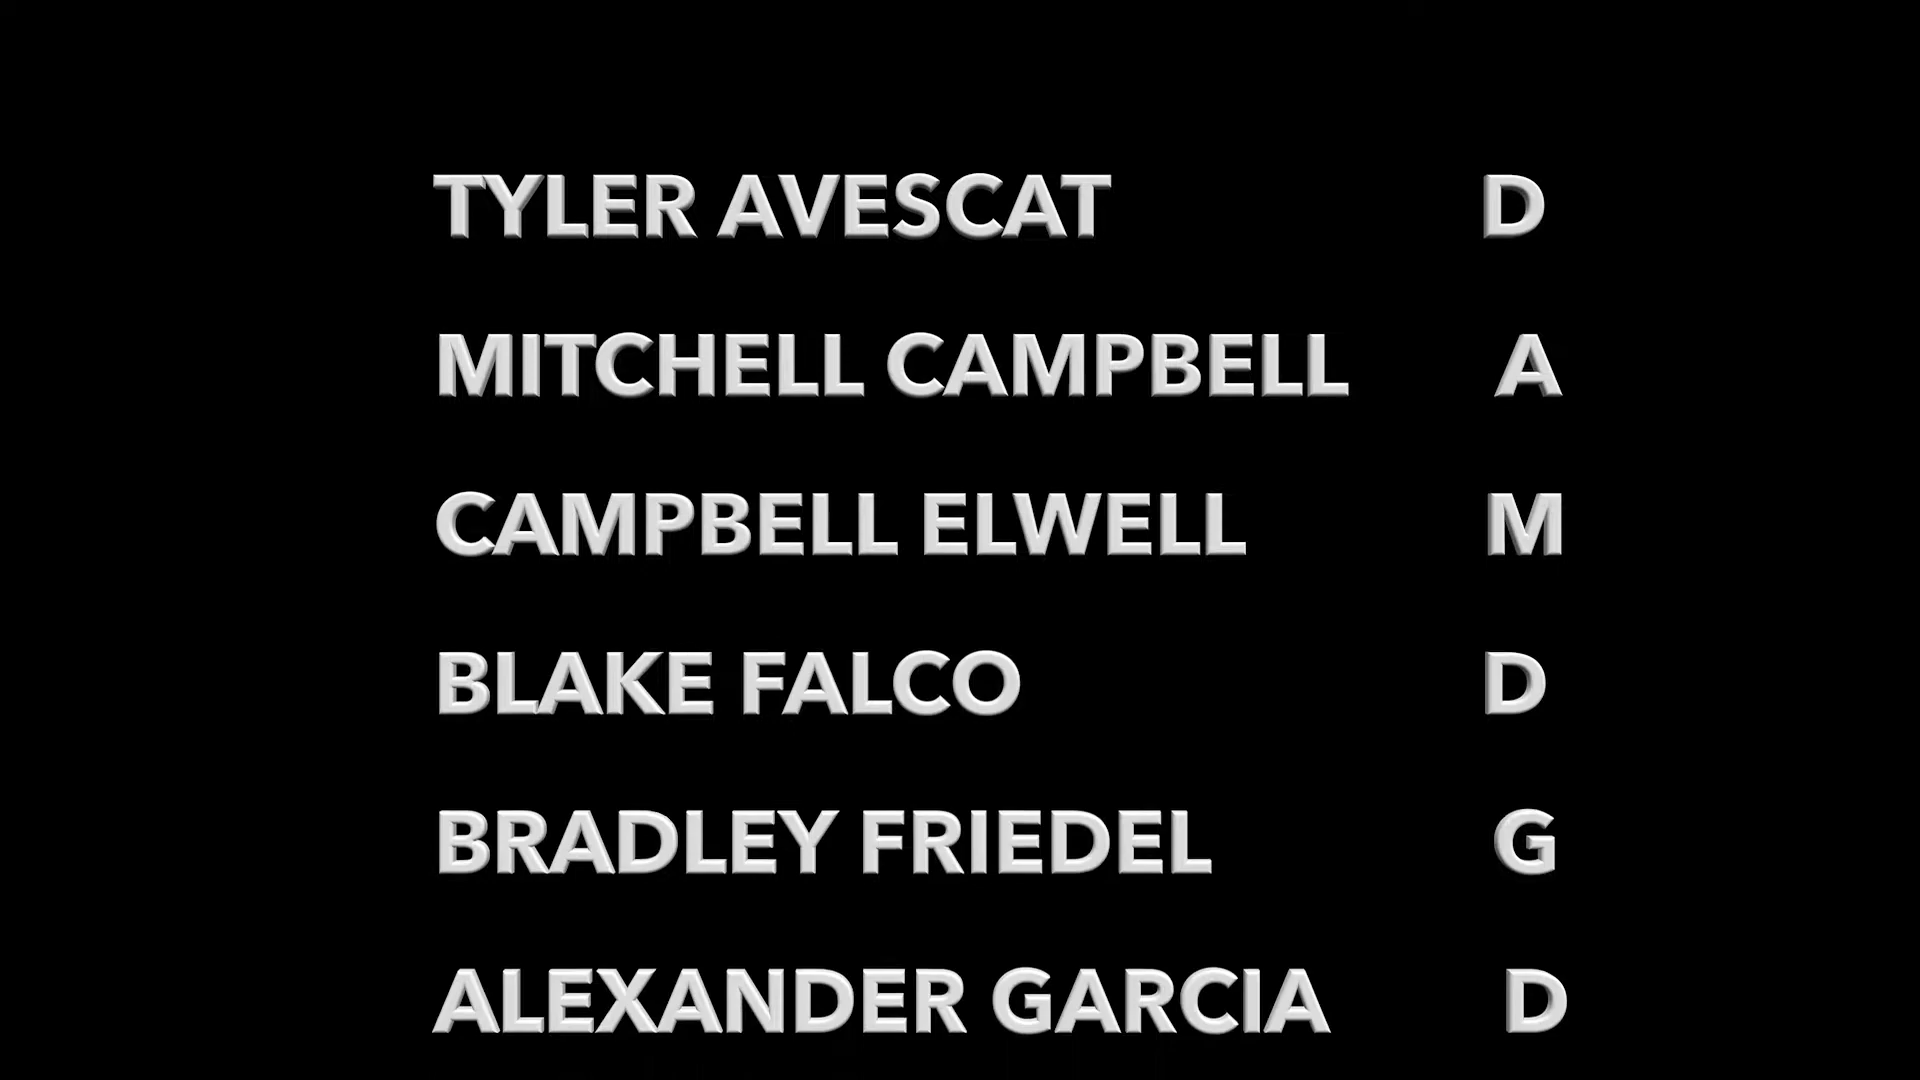 TYLER AVESCAT D
MITCHELL CAMPBELL A
CAMPBELL ELWELL M
BLAKE FALCO D
BRADLEY FRIEDEL G
ALEXANDER GARCIA D